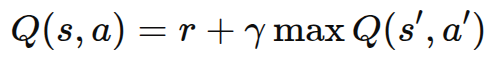 Q(s, a) = r + γ max Q(s′, a′)